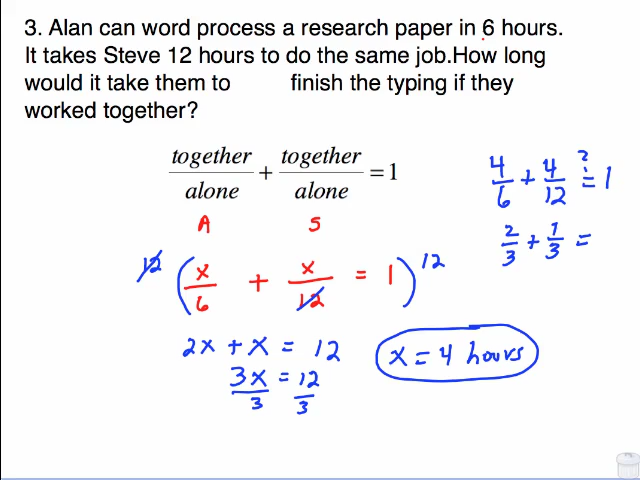 3. Alan can word process a research paper in 6 hours.
It takes Steve 12 hours to do the same job.How long
would it take them to finish the typing if they
worked together?
together/alone + together/alone = 1
A S
12 (x/6 + x/12 = 1) 12
2x + x = 12
3x/3 = 12/3
x = 4 hours
4/6 + 4/12 ?= 1
2/3 + 1/3 =